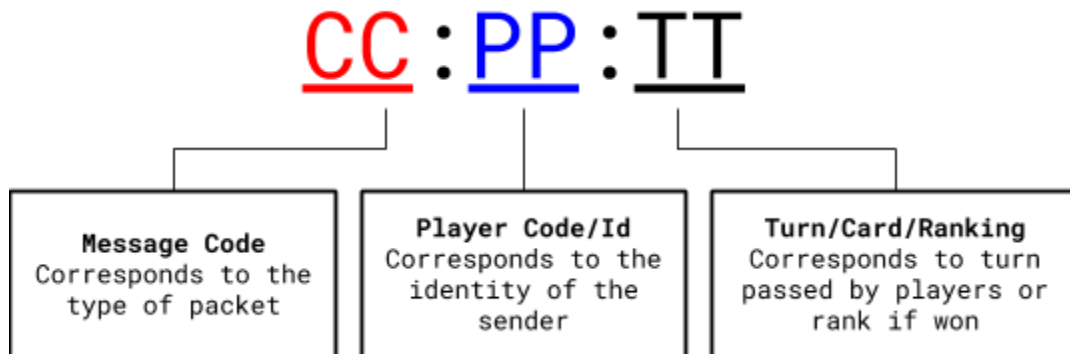 CC:PP:TT
Message Code
Corresponds to the
type of packet
Player Code/Id
Corresponds to the
identity of the
sender
Turn/Card/Ranking
Corresponds to turn
passed by players or
rank if won